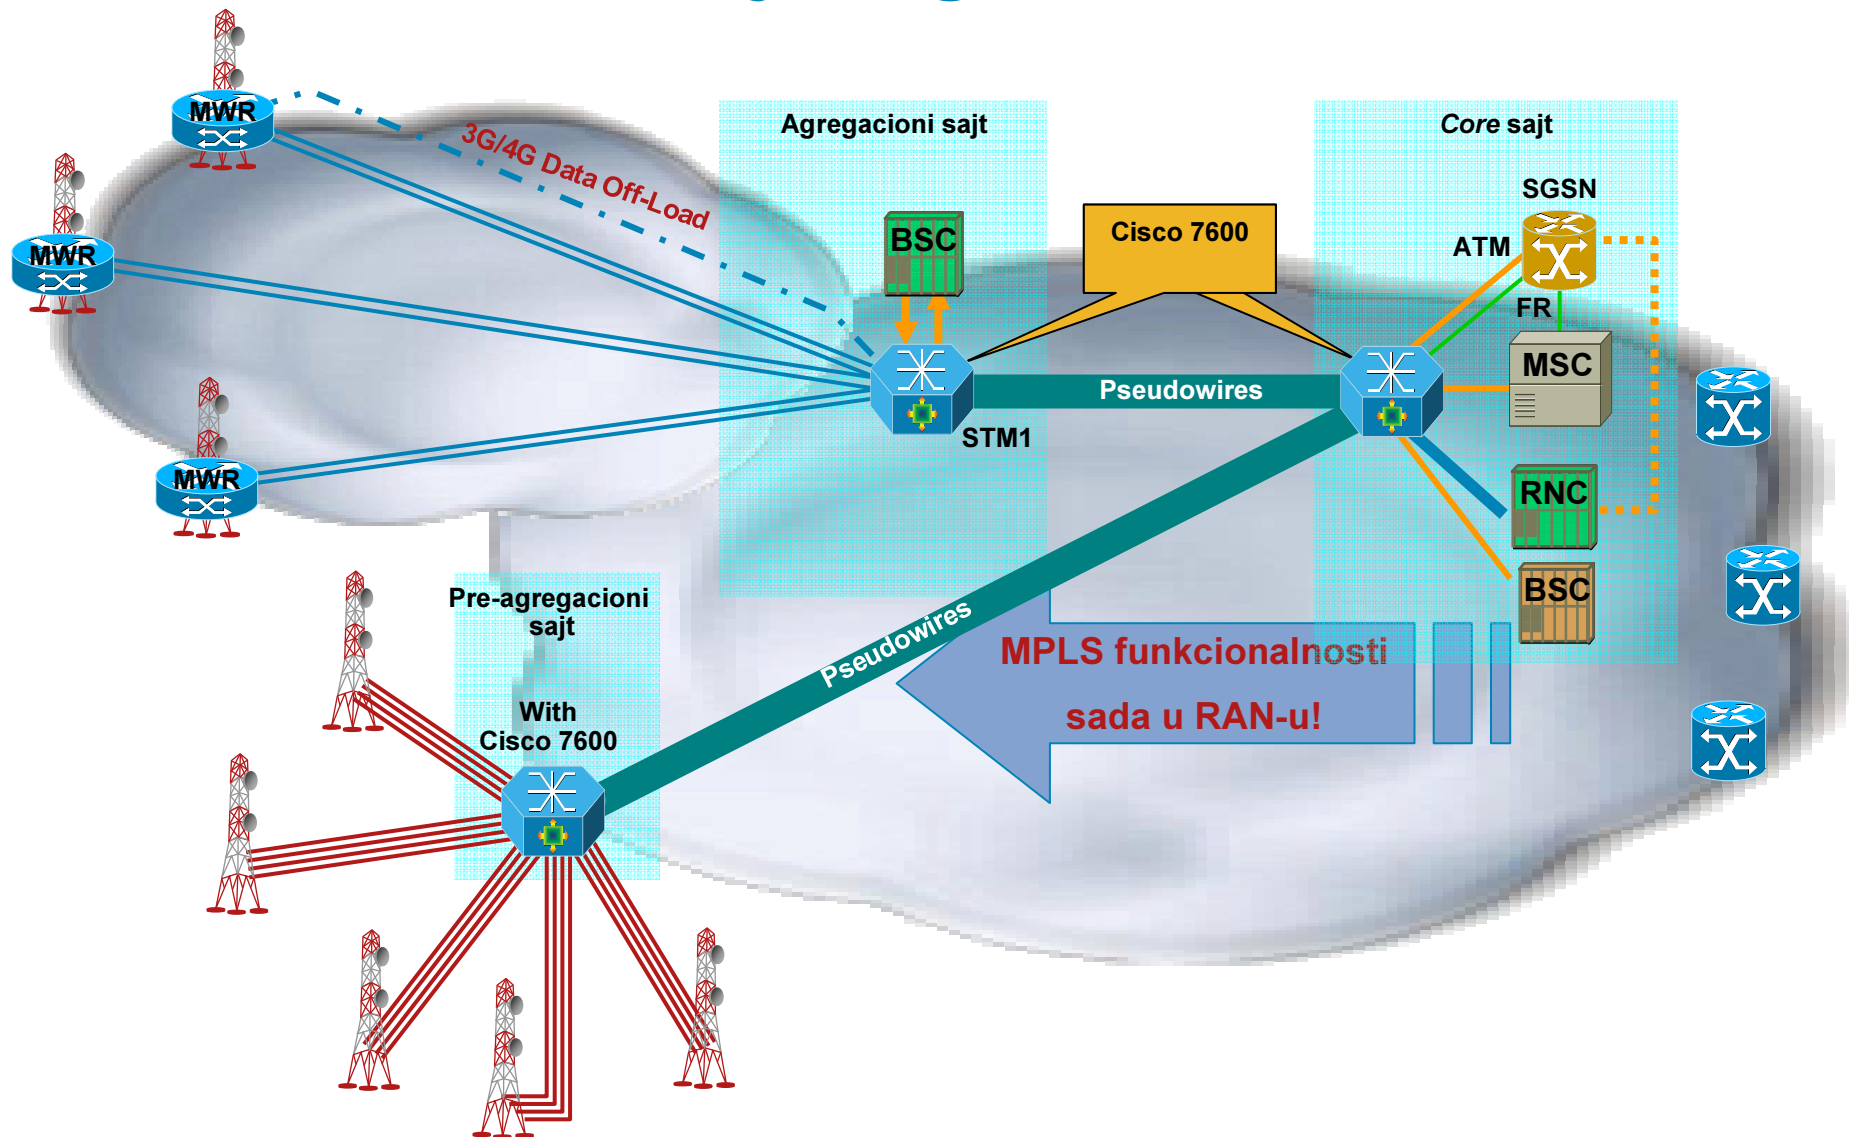 MWR
3G/4G Data Off-Load
MWR
MWR
Agregacioni sajt
BSC
STM1
Cisco 7600
Pseudowires
Core sajt
SGSN
ATM
FR
MSC
RNC
BSC
Pre-agregacioni
sajt
With
Cisco 7600
Pseudowires
MPLS funkcionalnosti
sada u RAN-u!